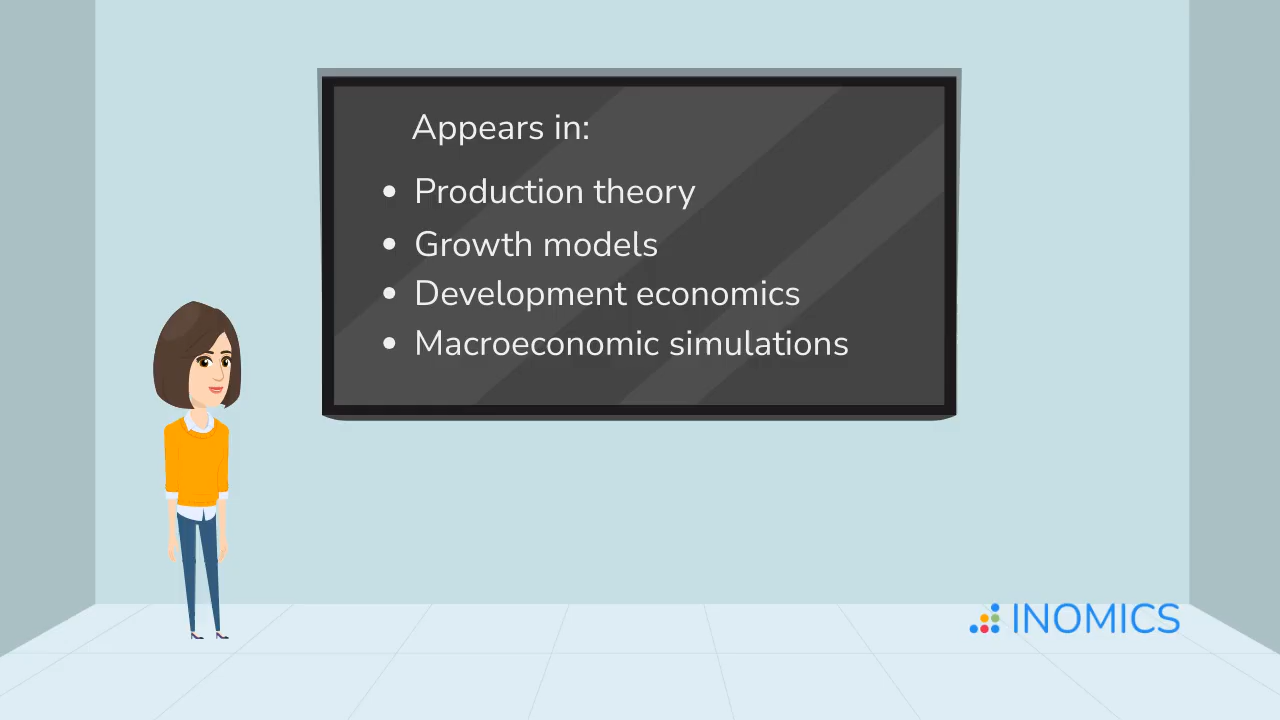 Appears in:
• Production theory
• Growth models
• Development economics
• Macroeconomic simulations
INOMICS